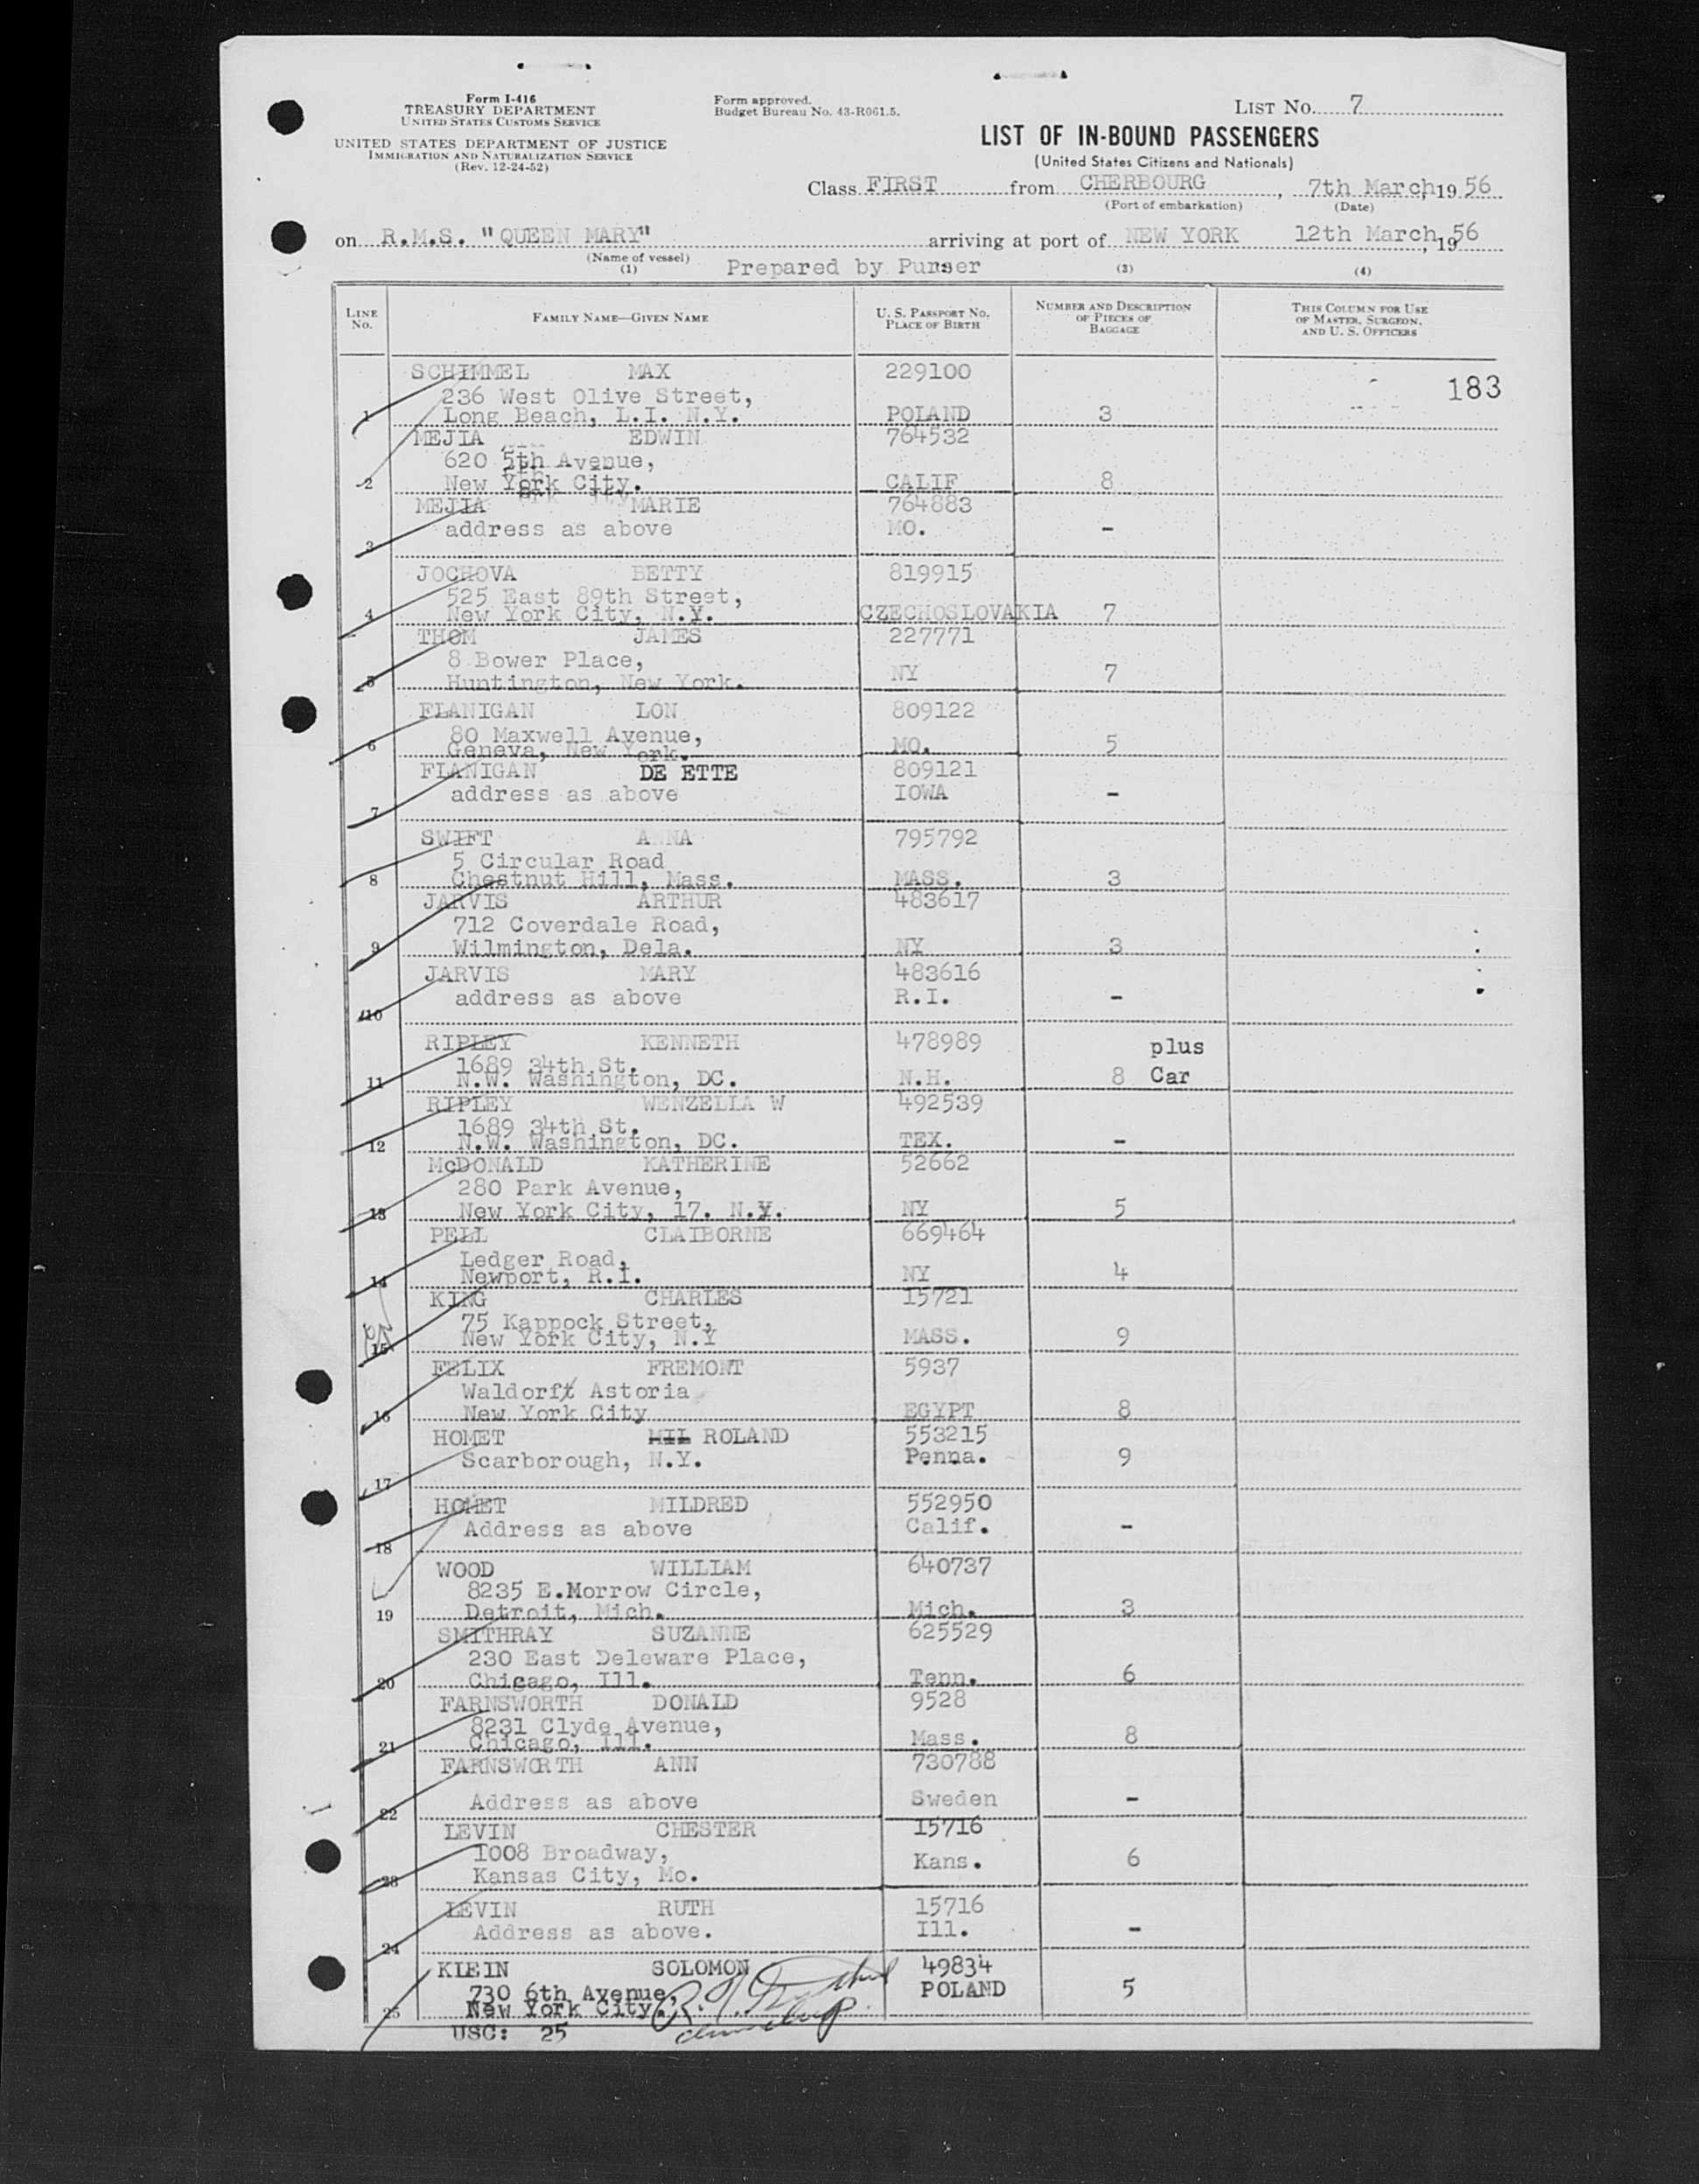 Form I-416
TREASURY DEPARTMENT
UNITED STATES CUSTOMS SERVICE
UNITED STATES DEPARTMENT OF JUSTICE
IMMIGRATION AND NATURALIZATION SERVICE
(Rev. 12-24-52)
Form approved.
Budget Bureau No. 43-R061.5.
LIST No. 7
LIST OF IN-BOUND PASSENGERS
(United States Citizens and Nationals)
Class FIRST from CHERBOURG, 7th March, 1956
(Port of embarkation) (Date)
on R.M.S. "QUEEN MARY" arriving at port of NEW YORK 12th March, 1956
(Name of vessel)
(1) Prepared by Purser (3) (4)
LINE No. FAMILY NAME—GIVEN NAME U. S. PASSPORT No. PLACE OF BIRTH NUMBER AND DESCRIPTION OF PIECES OF BAGGAGE THIS COLUMN FOR USE OF MASTER, SURGEON, AND U. S. OFFICERS
183
SCHIMMEL MAX 229100
236 West Olive Street,
1 Long Beach, L.I. N.Y. POLAND 3
MEJIA EDWIN 764532
620 5th Avenue,
2 New York City. CALIF 8
MEJIA MARIE 764883
address as above MO. -
3
JOCHOVA BETTY 819915
525 East 89th Street,
4 New York City, N.Y. CZECHOSLOVAKIA 7
THOM JAMES 227771
8 Bower Place,
5 Huntington, New York. NY 7
FLANIGAN LON 809122
80 Maxwell Avenue,
6 Geneva, New York. MO. 5
FLANIGAN DE ETTE 809121
address as above IOWA -
7
SWIFT ANNA 795792
5 Circular Road
8 Chestnut Hill, Mass. MASS. 3
JARVIS ARTHUR 483617
712 Coverdale Road,
9 Wilmington, Dela. NY 3
JARVIS MARY 483616
address as above R.I. -
10
RIPLEY KENNETH 478989 plus
1689 34th St.
11 N.W. Washington, DC. N.H. 8 Car
RIPLEY WENZELLA W 492539
1689 34th St.
12 N.W. Washington, DC. TEX. -
McDONALD KATHERINE 52662
280 Park Avenue,
13 New York City, 17. N.Y. NY 5
PELL CLAIBORNE 669464
Ledger Road,
14 Newport, R.I. NY 4
KING CHARLES 15721
75 Kappock Street,
15 New York City, N.Y MASS. 9
FELIX FREMONT 5937
Waldorft Astoria
16 New York City EGYPT 8
HOMET MIL ROLAND 553215
Scarborough, N.Y. Penna. 9
17
HOMET MILDRED 552950
Address as above Calif. -
18
WOOD WILLIAM 640737
8235 E.Morrow Circle,
19 Detroit, Mich. Mich. 3
SMITHRAY SUZANNE 625529
230 East Deleware Place,
20 Chicago, Ill. Tenn. 6
FARNSWORTH DONALD 9528
8231 Clyde Avenue,
21 Chicago, Ill. Mass. 8
FARNSWORTH ANN 730788
22 Address as above Sweden -
LEVIN CHESTER 15716
1008 Broadway, Kans. 6
23 Kansas City, Mo.
LEVIN RUTH 15716
Address as above. Ill. -
24
KLEIN SOLOMON 49834
730 6th Avenue, POLAND 5
25 New York City.
USC: 25